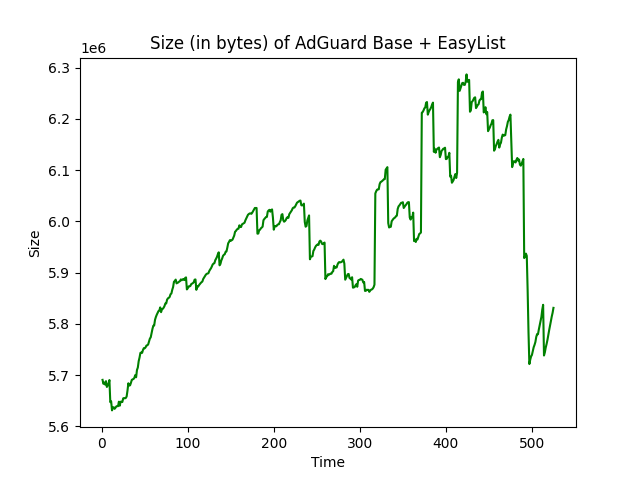 Size (in bytes) of AdGuard Base + EasyList
1e6
6.3
6.2
6.1
6.0
5.9
5.8
5.7
5.6
Size
0 100 200 300 400 500
Time